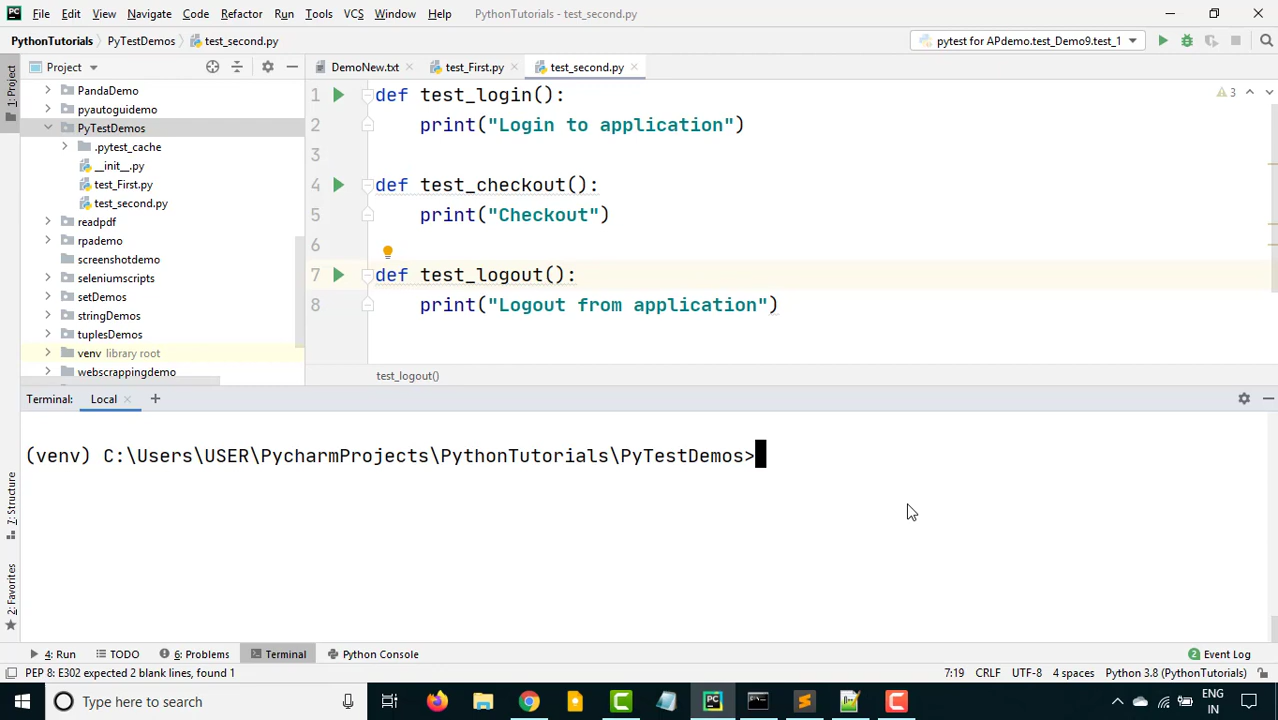 File Edit View Navigate Code Refactor Run Tools VCS Window Help PythonTutorials - test_second.py
PythonTutorials PyTestDemos test_second.py pytest for APdemo.test_Demo9.test_1
1: Project
Project
DemoNew.txt test_First.py test_second.py
PandaDemo
pyautoguidemo
PyTestDemos
.pytest_cache
__init__.py
test_First.py
test_second.py
readpdf
rpademo
screenshotdemo
seleniumscripts
setDemos
stringDemos
tuplesDemos
venv library root
webscrappingdemo
3
1 def test_login():
2 print("Login to application")
3
4 def test_checkout():
5 print("Checkout")
6
7 def test_logout():
8 print("Logout from application")
test_logout()
Terminal: Local +
(venv) C:\Users\USER\PycharmProjects\PythonTutorials\PyTestDemos>
7: Structure
2: Favorites
4: Run TODO 6: Problems Terminal Python Console 2 Event Log
PEP 8: E302 expected 2 blank lines, found 1 7:19 CRLF UTF-8 4 spaces Python 3.8 (PythonTutorials)
Type here to search
PC
ENG
IN